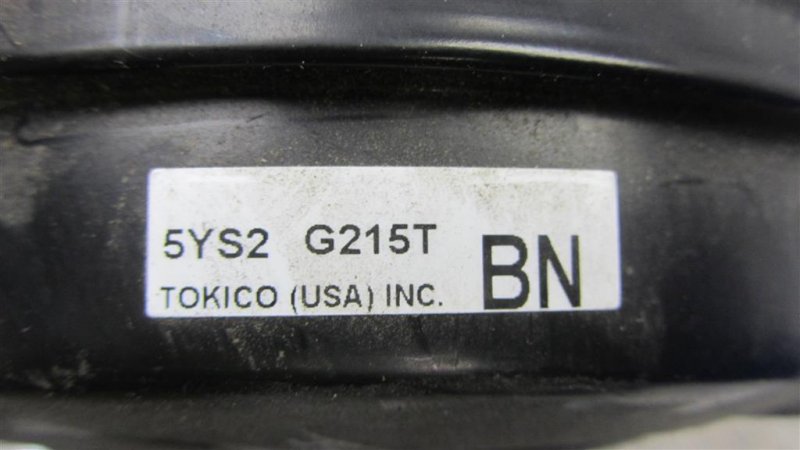 5YS2 G215T BN
TOKICO (USA) INC.